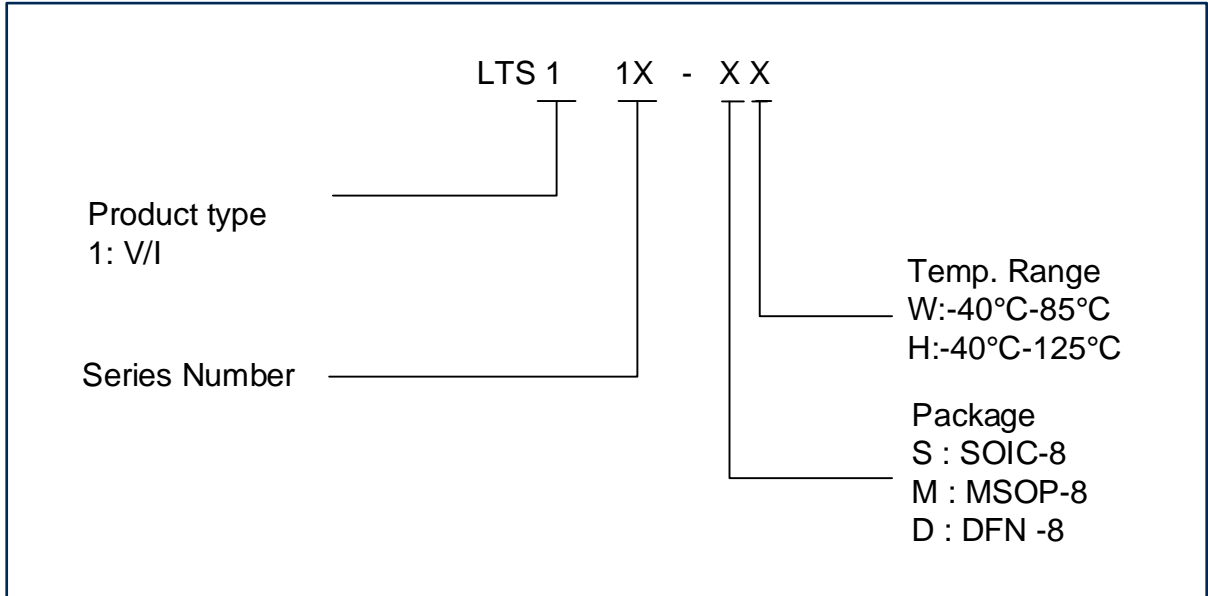 LTS 1 1X - X X
Product type
1: V/I
Series Number
Temp. Range
W:-40°C-85°C
H:-40°C-125°C
Package
S : SOIC-8
M : MSOP-8
D : DFN -8